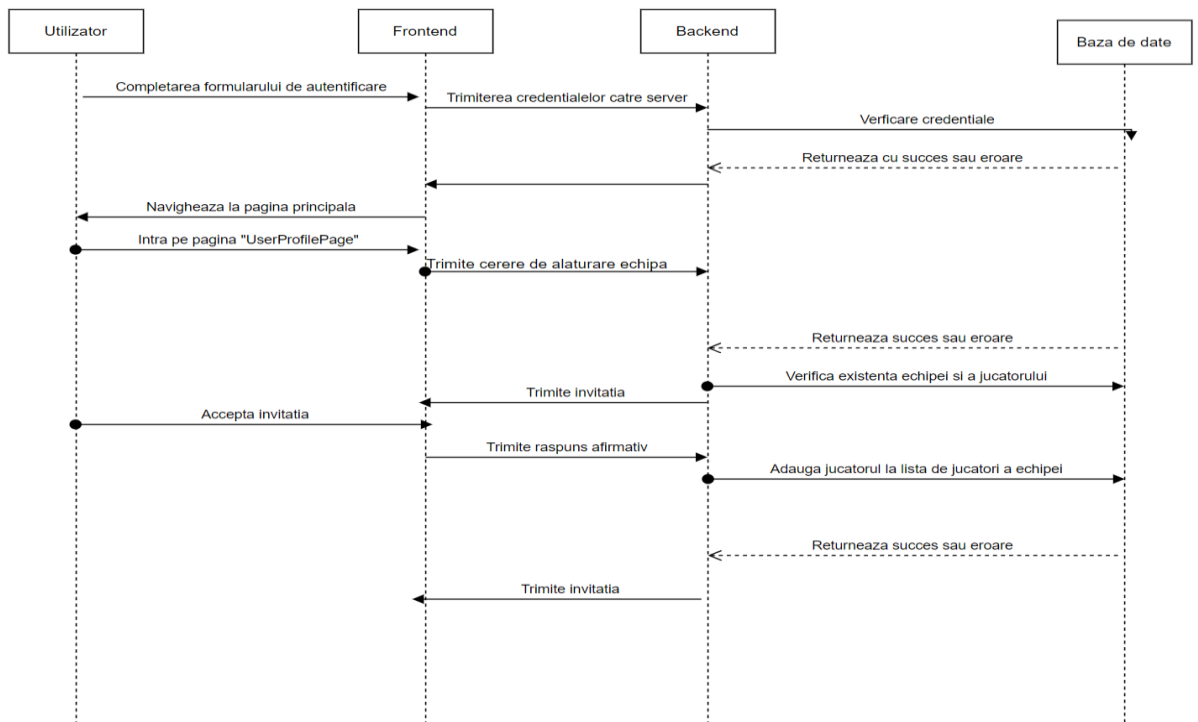 Utilizator
Frontend
Backend
Baza de date
Completarea formularului de autentificare
Trimiterea credentialelor catre server
Verficare credentiale
Returneaza cu succes sau eroare
Navigheaza la pagina principala
Intra pe pagina "UserProfilePage"
Trimite cerere de alaturare echipa
Returneaza succes sau eroare
Verifica existenta echipei si a jucatorului
Trimite invitatia
Accepta invitatia
Trimite raspuns afirmativ
Adauga jucatorul la lista de jucatori a echipei
Returneaza succes sau eroare
Trimite invitatia